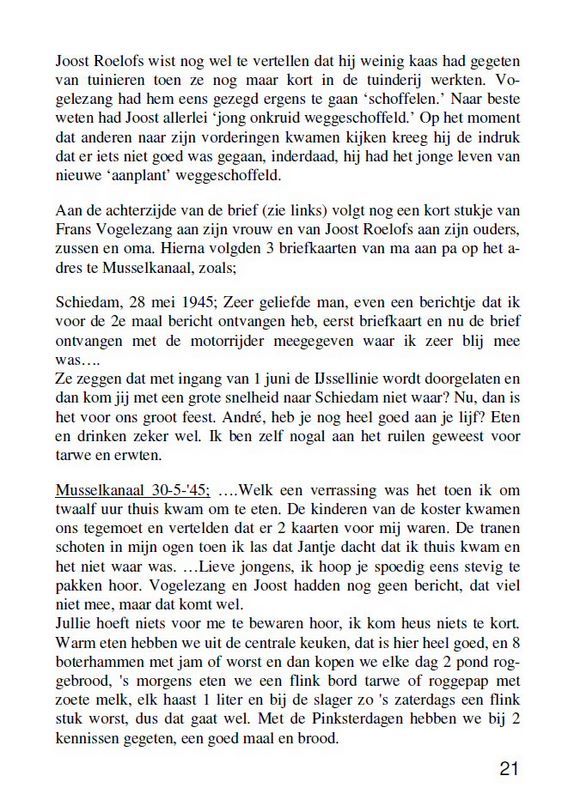 Joost Roelofs wist nog wel te vertellen dat hij weinig kaas had gegeten
van tuinieren toen ze nog maar kort in de tuinderij werkten. Vo-
gelezang had hem eens gezegd ergens te gaan ‘schoffelen.’ Naar beste
weten had Joost allerlei ‘jong onkruid weggeschoffeld.’ Op het moment
dat anderen naar zijn vorderingen kwamen kijken kreeg hij de indruk
dat er iets niet goed was gegaan, inderdaad, hij had het jonge leven van
nieuwe ‘aanplant’ weggeschoffeld.

Aan de achterzijde van de brief (zie links) volgt nog een kort stukje van
Frans Vogelezang aan zijn vrouw en van Joost Roelofs aan zijn ouders,
zussen en oma. Hierna volgden 3 briefkaarten van ma aan pa op het a-
dres te Musselkanaal, zoals;

Schiedam, 28 mei 1945; Zeer geliefde man, even een berichtje dat ik
voor de 2e maal bericht ontvangen heb, eerst briefkaart en nu de brief
ontvangen met de motorrijder meegegeven waar ik zeer blij mee
was….
Ze zeggen dat met ingang van 1 juni de IJssellinie wordt doorgelaten en
dan kom jij met een grote snelheid naar Schiedam niet waar? Nu, dan is
het voor ons groot feest. André, heb je nog heel goed aan je lijf? Eten
en drinken zeker wel. Ik ben zelf nogal aan het ruilen geweest voor
tarwe en erwten.

Musselkanaal 30-5-'45; ….Welk een verrassing was het toen ik om
twaalf uur thuis kwam om te eten. De kinderen van de koster kwamen
ons tegemoet en vertelden dat er 2 kaarten voor mij waren. De tranen
schoten in mijn ogen toen ik las dat Jantje dacht dat ik thuis kwam en
het niet waar was. …Lieve jongens, ik hoop je spoedig eens stevig te
pakken hoor. Vogelezang en Joost hadden nog geen bericht, dat viel
niet mee, maar dat komt wel.
Jullie hoeft niets voor me te bewaren hoor, ik kom heus niets te kort.
Warm eten hebben we uit de centrale keuken, dat is hier heel goed, en 8
boterhammen met jam of worst en dan kopen we elke dag 2 pond rog-
gebrood, 's morgens eten we een flink bord tarwe of roggepap met
zoete melk, elk haast 1 liter en bij de slager zo 's zaterdags een flink
stuk worst, dus dat gaat wel. Met de Pinksterdagen hebben we bij 2
kennissen gegeten, een goed maal en brood.

21